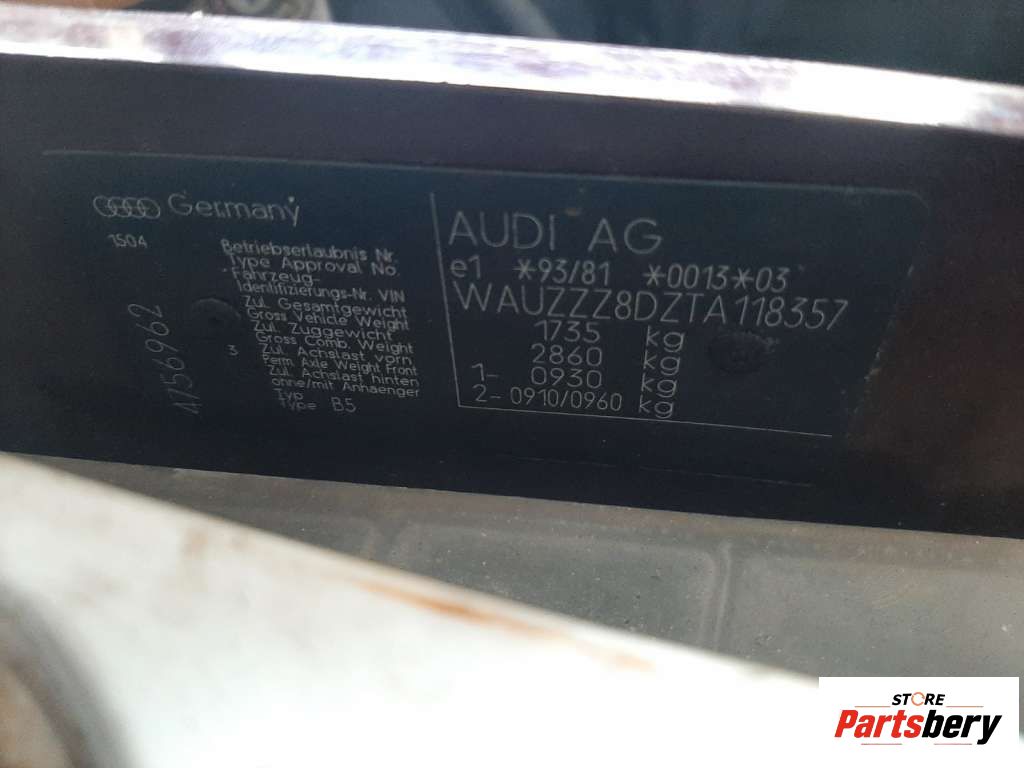 Germany
1504
4756962
Betriebserlaubnis Nr.
Type Approval No.
Fahrzeug-
Identifizierungs-Nr. VIN
Zul. Gesamtgewicht
Gross Vehicle Weight
Zul. Zuggewicht
Gross Comb. Weight
3 Zul. Achslast vorn
Perm Axle Weight Front
Zul. Achslast hinten
ohne/mit Anhaenger
Typ
Type B5
AUDI AG
e1 *93/81 *0013*03
WAUZZZ8DZTA118357
1735 kg
2860 kg
1- 0930 kg
2- 0910/0960 kg
STORE
Partsbery